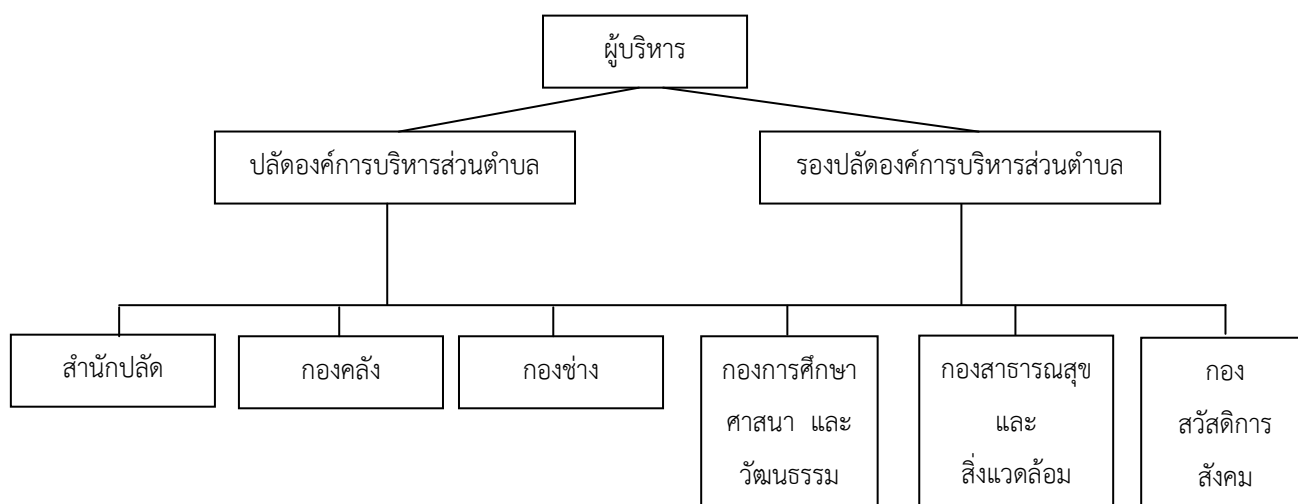 ผู้บริหาร
ปลัดองค์การบริหารส่วนตำบล
รองปลัดองค์การบริหารส่วนตำบล
สำนักปลัด
กองคลัง
กองช่าง
กองการศึกษา
ศาสนา และ
วัฒนธรรม
กองสาธารณสุข
และ
สิ่งแวดล้อม
กอง
สวัสดิการ
สังคม